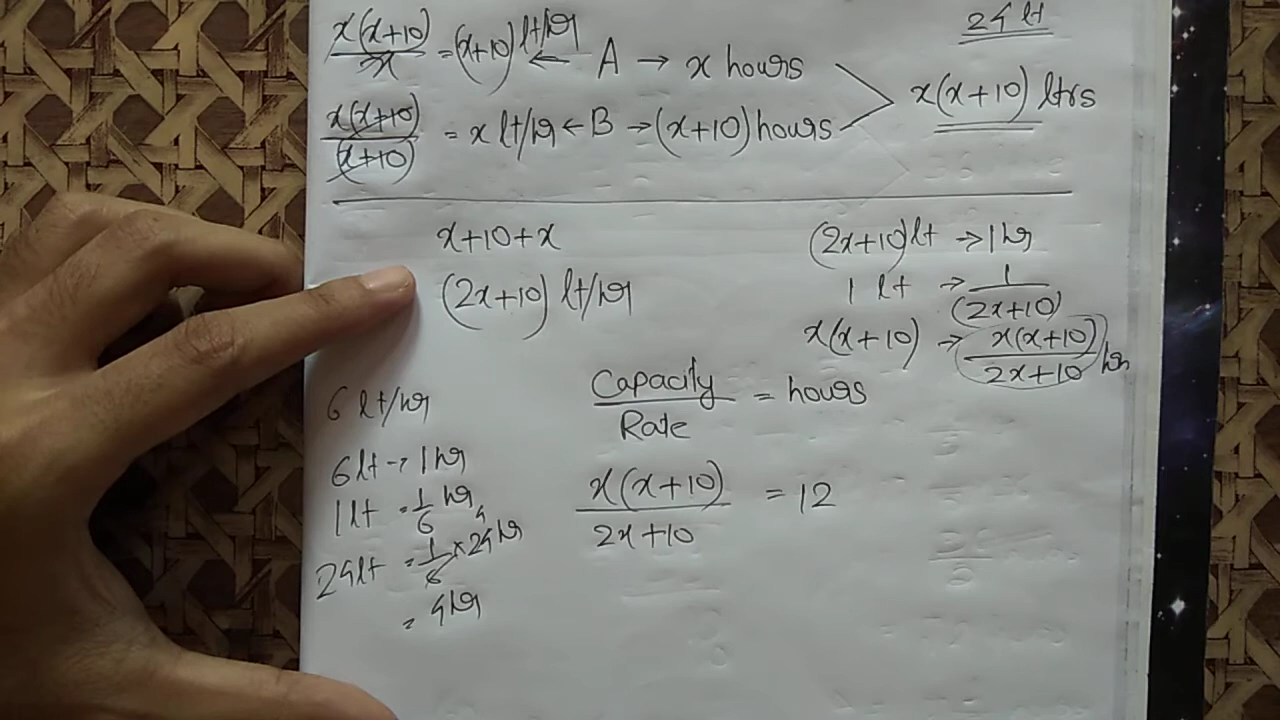 24 lt
x(x+10)/x = (x+10) lt/hr ← A → x hours
x(x+10)/(x+10) = x lt/hr ← B → (x+10) hours
x(x+10) ltrs
x+10+x
(2x+10) lt/hr
(2x+10) lt → 1 hr
1 lt → 1/(2x+10)
x(x+10) → x(x+10)/2x+10 hr
6 lt/hr
6 lt → 1 hr
1 lt = 1/6 hr
24 lt = 1/6 × 24 hr 4
= 4 hr
Capacity/Rate = hours
x(x+10)/2x+10 = 12